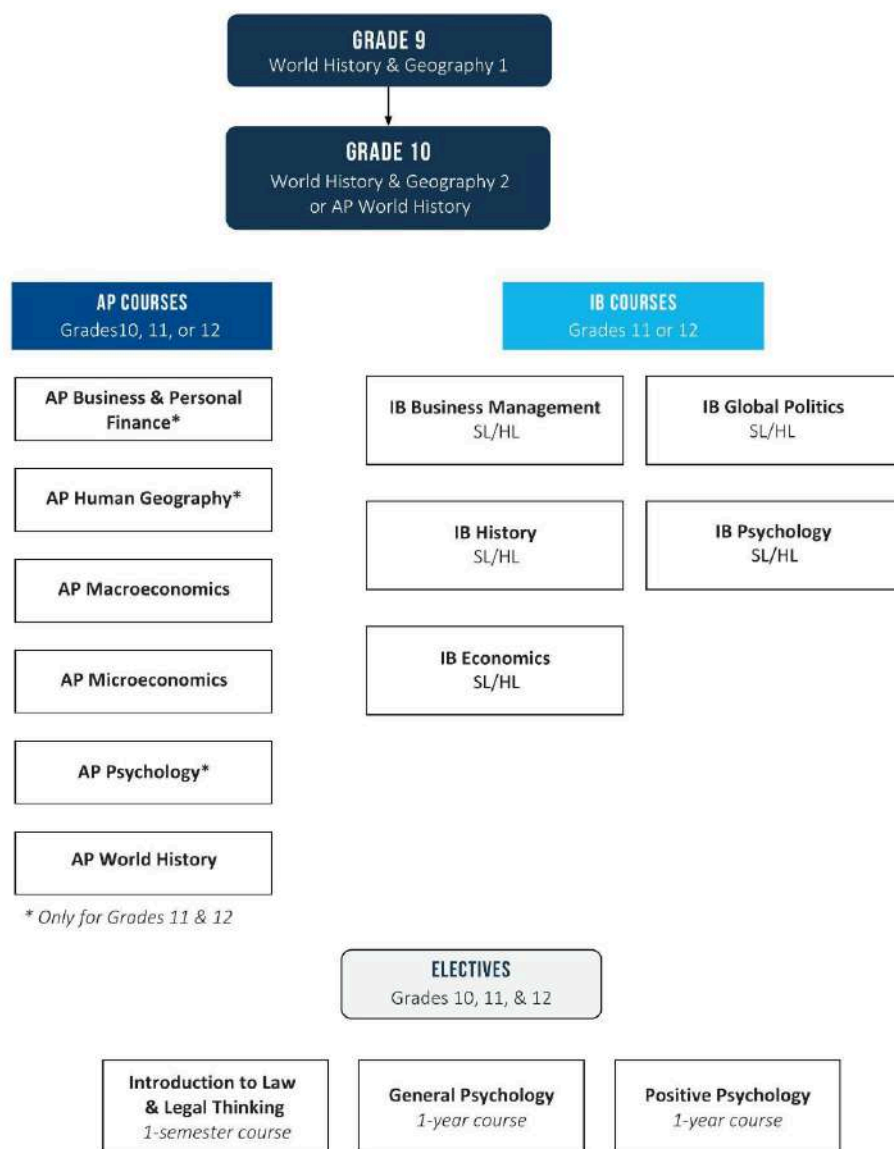 GRADE 9
World History & Geography 1
GRADE 10
World History & Geography 2
or AP World History
AP COURSES
Grades10, 11, or 12
AP Business & Personal
Finance*
AP Human Geography*
AP Macroeconomics
AP Microeconomics
AP Psychology*
AP World History
* Only for Grades 11 & 12
IB COURSES
Grades 11 or 12
IB Business Management
SL/HL
IB Global Politics
SL/HL
IB History
SL/HL
IB Psychology
SL/HL
IB Economics
SL/HL
ELECTIVES
Grades 10, 11, & 12
Introduction to Law
& Legal Thinking
1-semester course
General Psychology
1-year course
Positive Psychology
1-year course